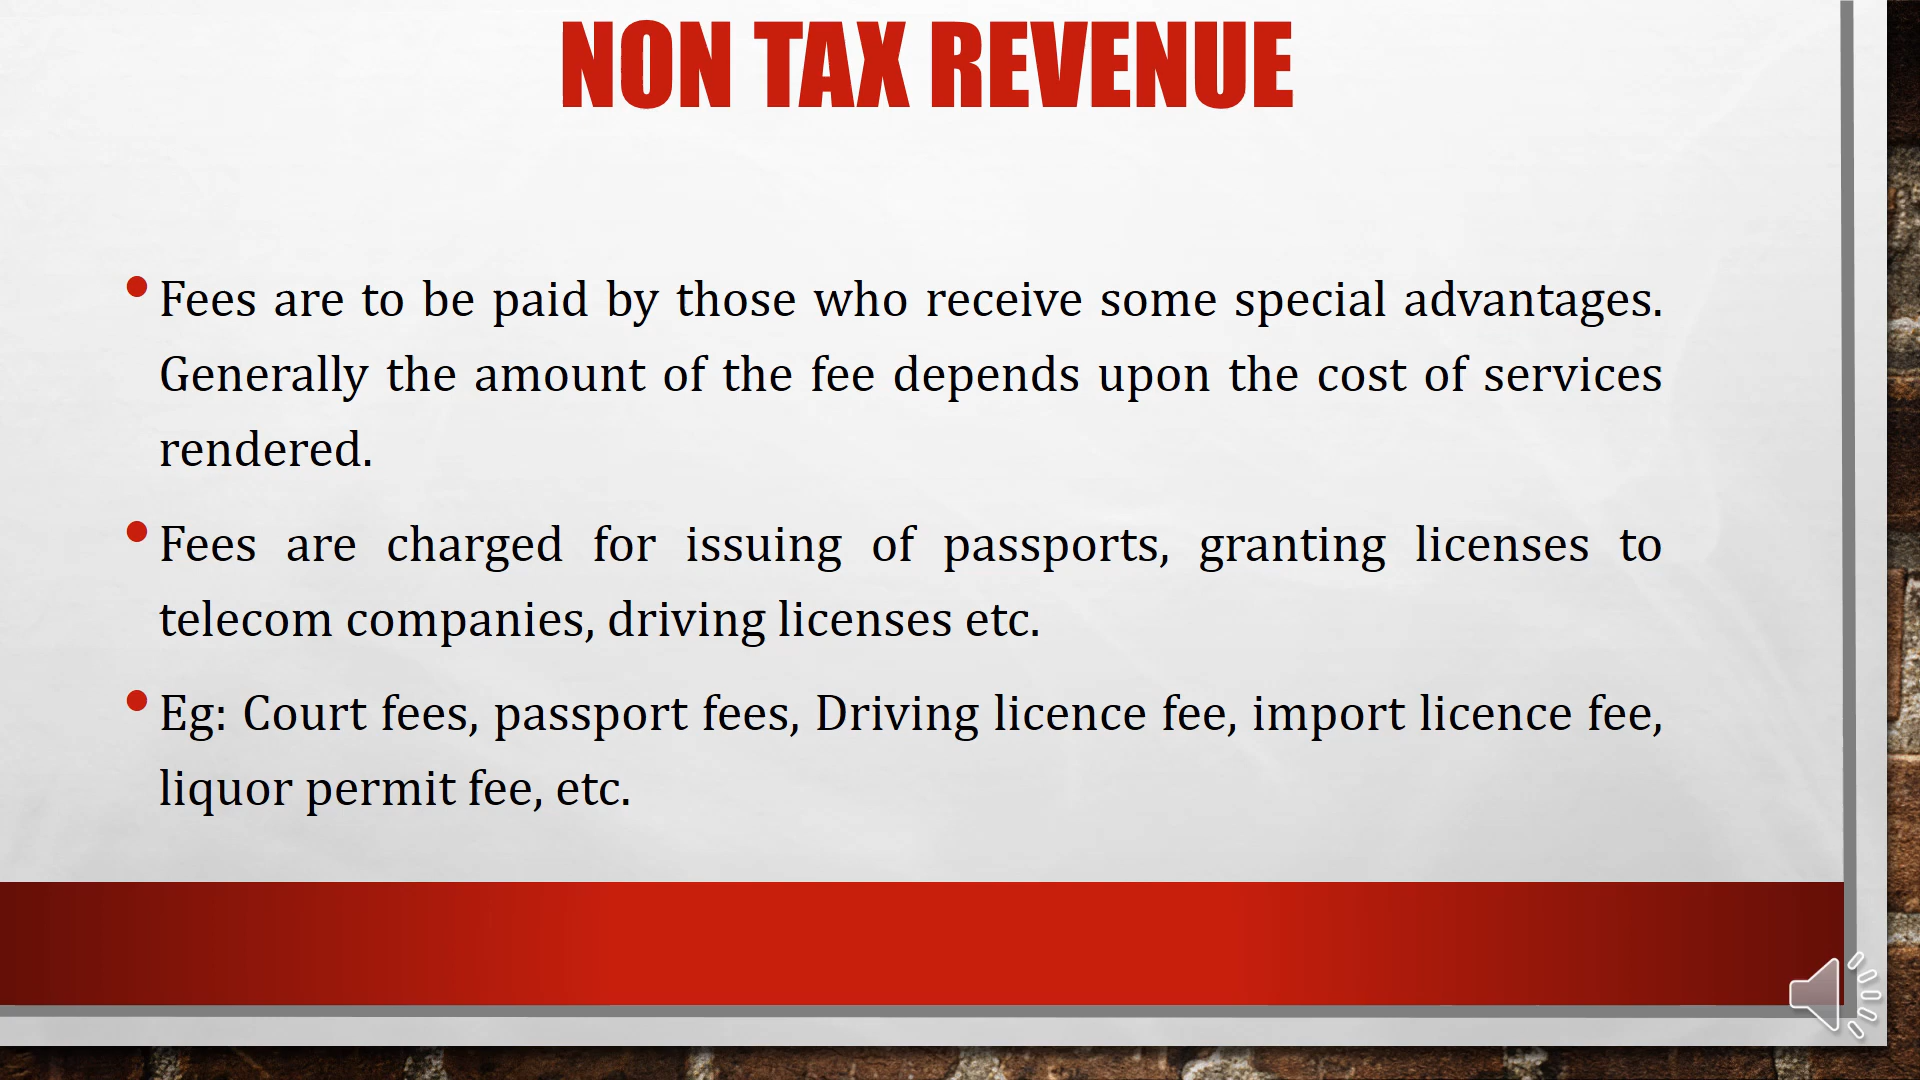 NON TAX REVENUE
• Fees are to be paid by those who receive some special advantages.
Generally the amount of the fee depends upon the cost of services
rendered.
• Fees are charged for issuing of passports, granting licenses to
telecom companies, driving licenses etc.
• Eg: Court fees, passport fees, Driving licence fee, import licence fee,
liquor permit fee, etc.